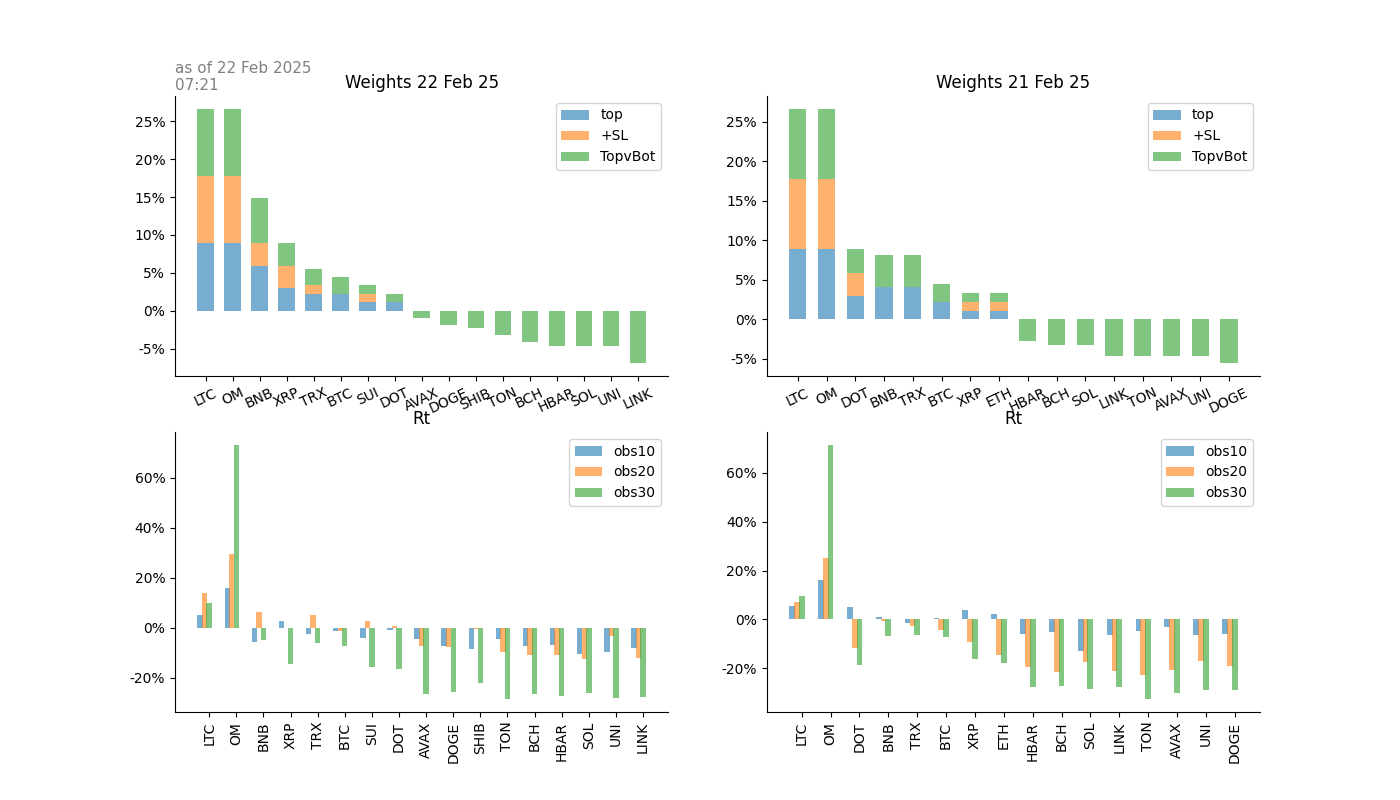 as of 22 Feb 2025
07:21
Weights 22 Feb 25
25%
20%
15%
10%
5%
0%
-5%
top
+SL
TopvBot
LTC OM BNB XRP TRX BTC SUI DOT AVAX DOGE SHIB TON BCH HBAR SOL UNI LINK
Weights 21 Feb 25
25%
20%
15%
10%
5%
0%
-5%
top
+SL
TopvBot
LTC OM DOT BNB TRX BTC XRP ETH HBAR BCH SOL LINK TON AVAX UNI DOGE
Rt
60%
40%
20%
0%
-20%
obs10
obs20
obs30
LTC OM BNB XRP TRX BTC SUI DOT AVAX DOGE SHIB TON BCH HBAR SOL UNI LINK
Rt
60%
40%
20%
0%
-20%
obs10
obs20
obs30
LTC OM DOT BNB TRX BTC XRP ETH HBAR BCH SOL LINK TON AVAX UNI DOGE